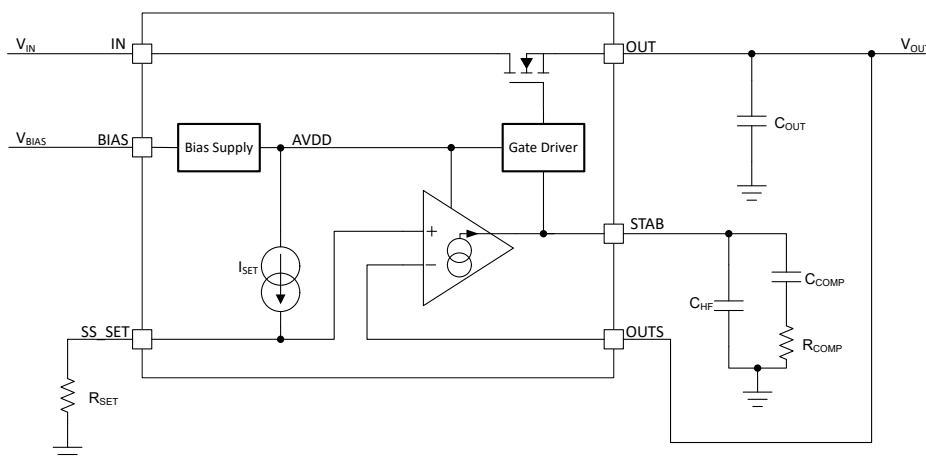 V_IN IN
OUT
V_OUT
V_BIAS BIAS
Bias Supply
AVDD
Gate Driver
C_OUT
+
−
I_SET
STAB
C_HF
C_COMP
R_COMP
SS_SET
OUTS
R_SET